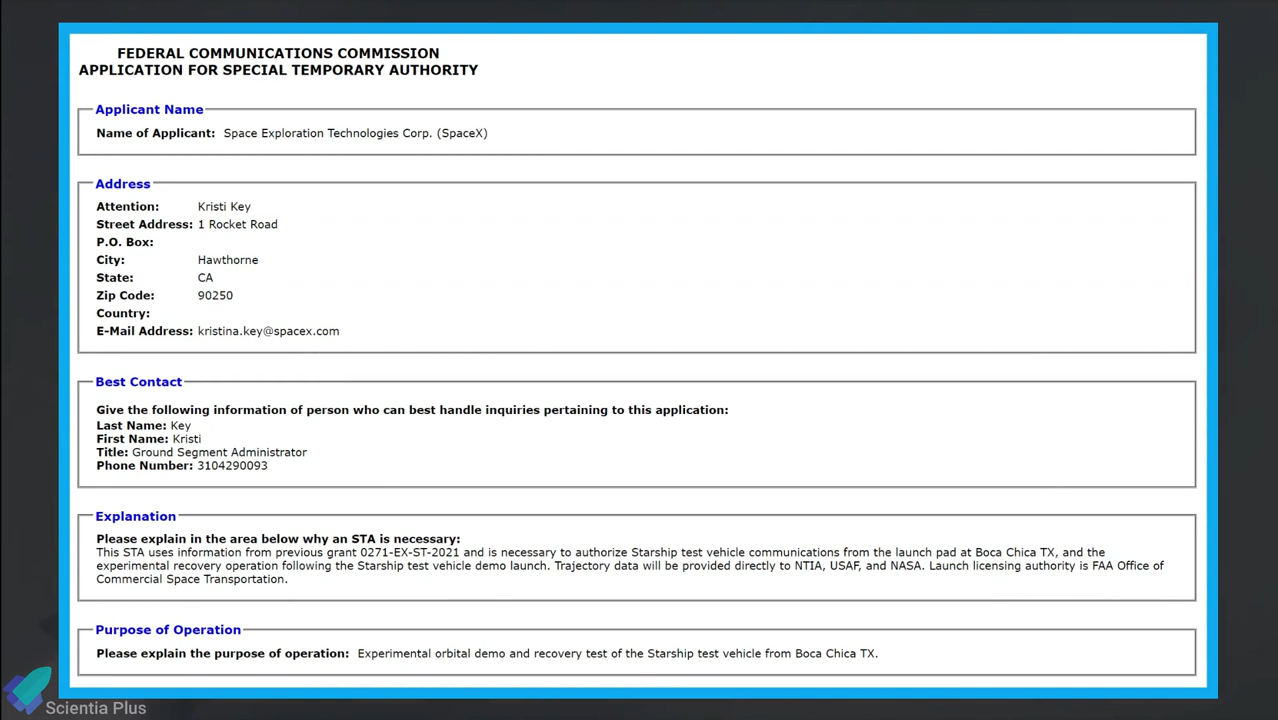 FEDERAL COMMUNICATIONS COMMISSION
APPLICATION FOR SPECIAL TEMPORARY AUTHORITY
Applicant Name
Name of Applicant: Space Exploration Technologies Corp. (SpaceX)
Address
Attention: Kristi Key
Street Address: 1 Rocket Road
P.O. Box:
City: Hawthorne
State: CA
Zip Code: 90250
Country:
E-Mail Address: kristina.key@spacex.com
Best Contact
Give the following information of person who can best handle inquiries pertaining to this application:
Last Name: Key
First Name: Kristi
Title: Ground Segment Administrator
Phone Number: 3104290093
Explanation
Please explain in the area below why an STA is necessary:
This STA uses information from previous grant 0271-EX-ST-2021 and is necessary to authorize Starship test vehicle communications from the launch pad at Boca Chica TX, and the
experimental recovery operation following the Starship test vehicle demo launch. Trajectory data will be provided directly to NTIA, USAF, and NASA. Launch licensing authority is FAA Office of
Commercial Space Transportation.
Purpose of Operation
Please explain the purpose of operation: Experimental orbital demo and recovery test of the Starship test vehicle from Boca Chica TX.
Scientia Plus